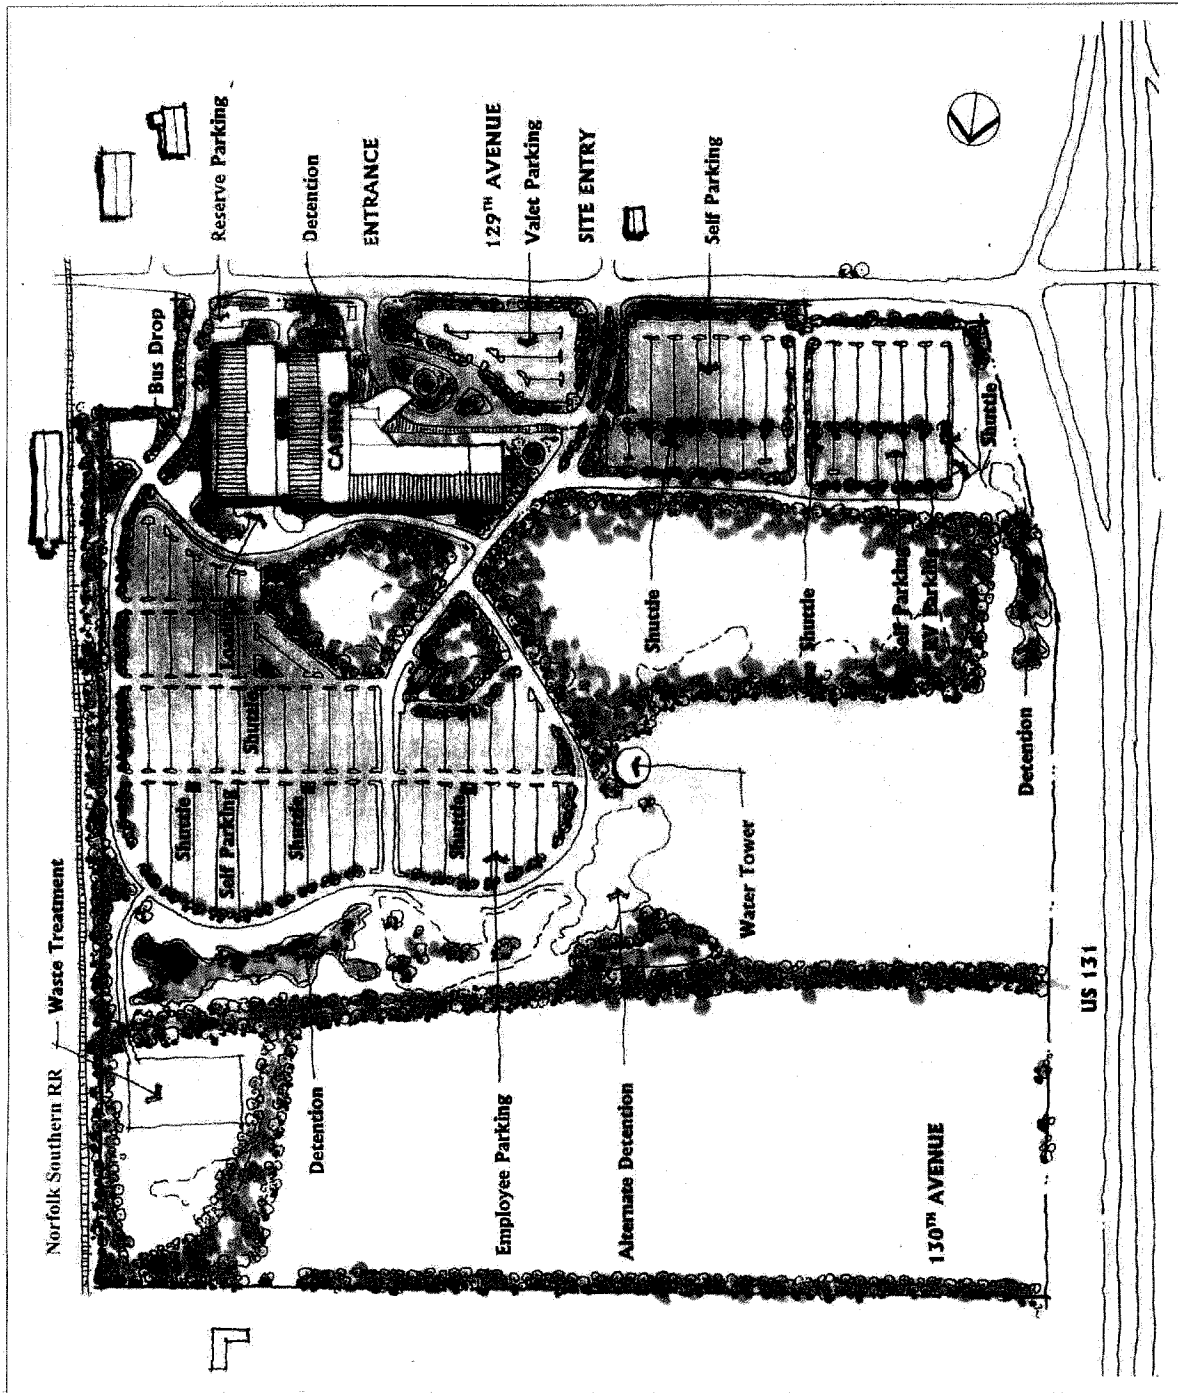 Norfolk Southern RR
Waste Treatment
Bus Drop
Reserve Parking
Detention
ENTRANCE
129TH AVENUE
Valet Parking
SITE ENTRY
Self Parking
CASINO
Shuttle
Shuttle
Self Parking
Shuttle
Shuttle
Shuttle
Shuttle
Self Parking
RV Parking
Shuttle
Detention
Employee Parking
Alternate Detention
Water Tower
Detention
130TH AVENUE
US 131